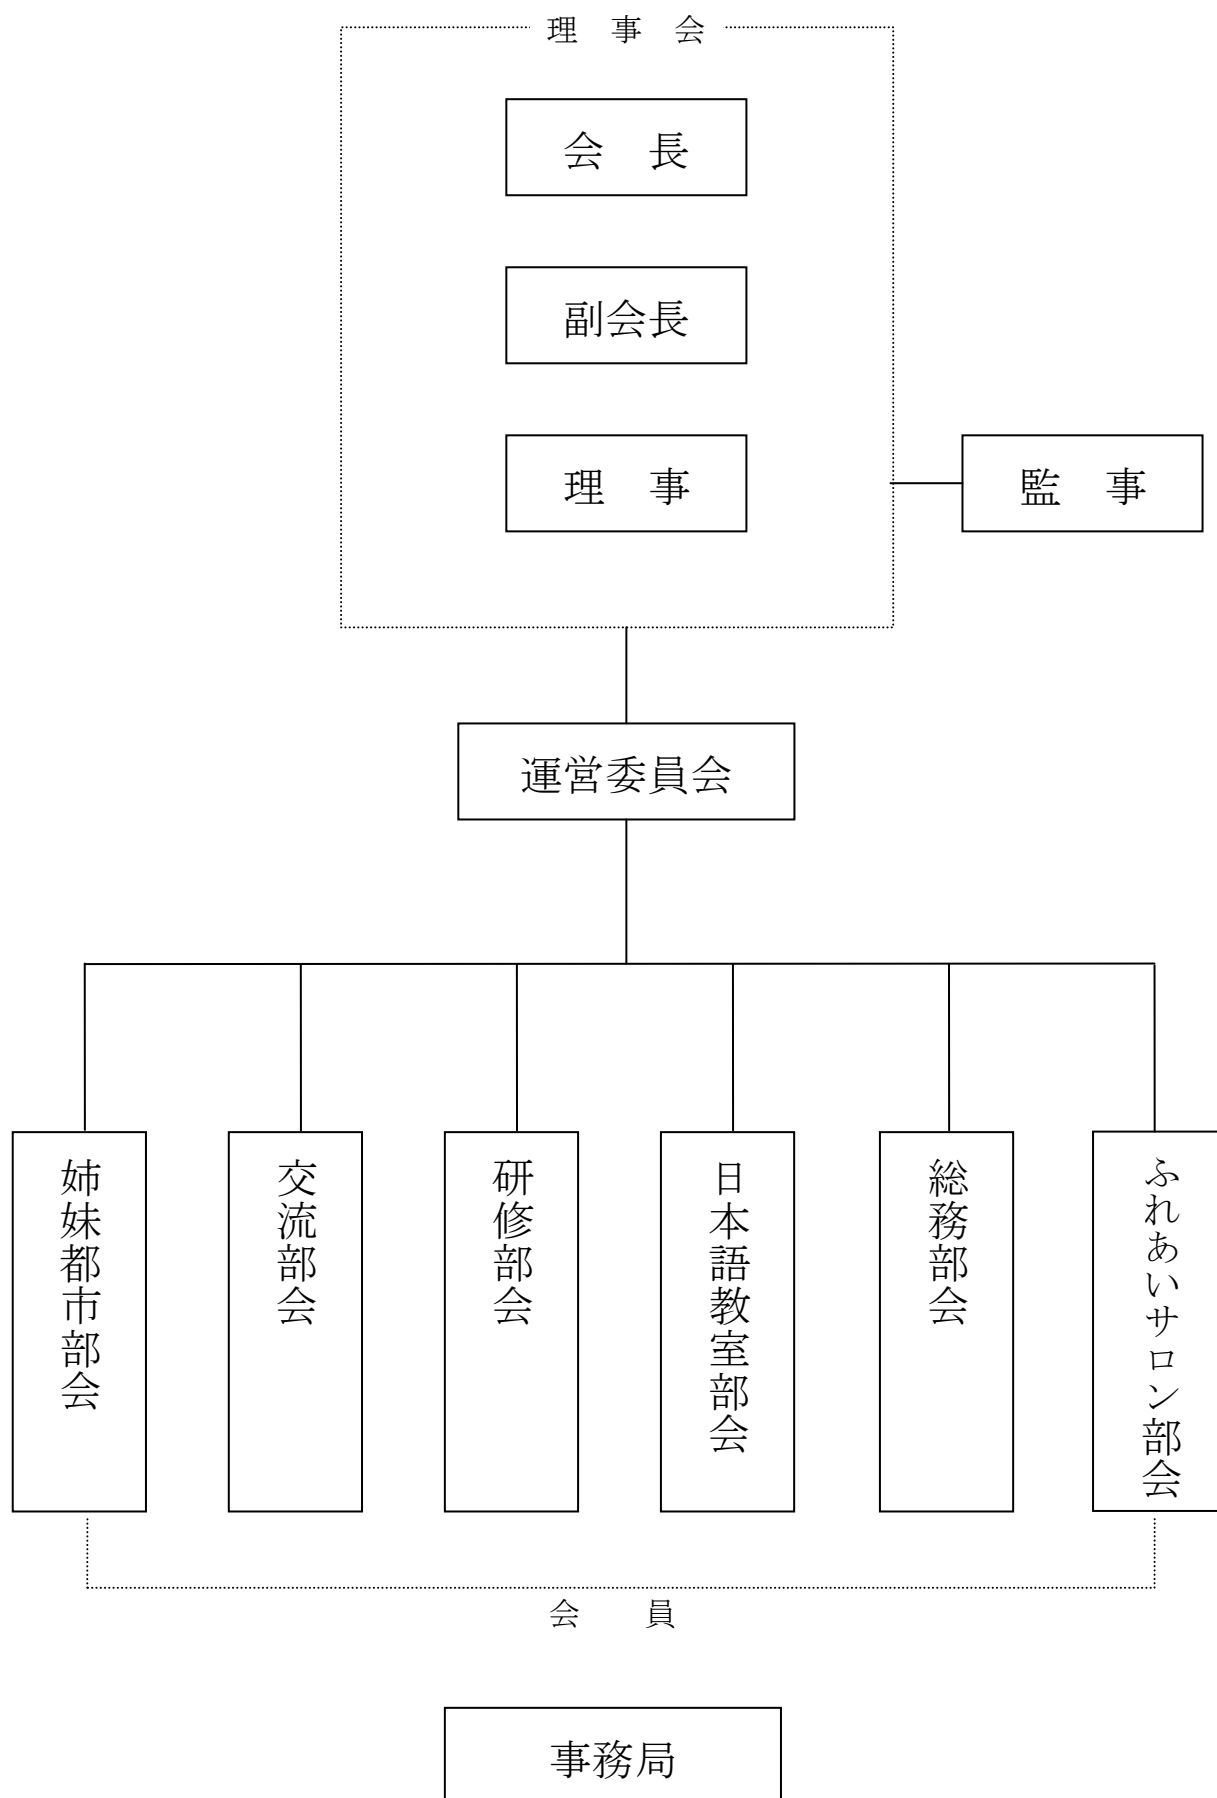 理　事　会
会　長
副会長
理　事
監　事
運営委員会
姉妹都市部会
交流部会
研修部会
日本語教室部会
総務部会
ふれあいサロン部会
会　　員
事務局